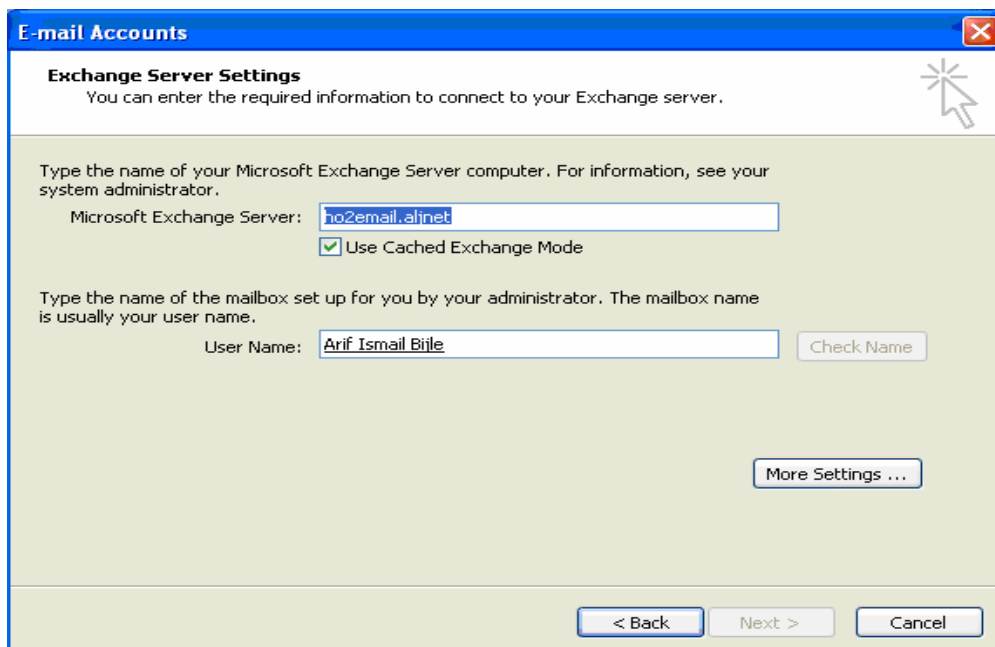 E-mail Accounts
Exchange Server Settings
You can enter the required information to connect to your Exchange server.
Type the name of your Microsoft Exchange Server computer. For information, see your
system administrator.
Microsoft Exchange Server: ho2email.aljnet
Use Cached Exchange Mode
Type the name of the mailbox set up for you by your administrator. The mailbox name
is usually your user name.
User Name: Arif Ismail Bijle Check Name
More Settings ...
< Back Next > Cancel